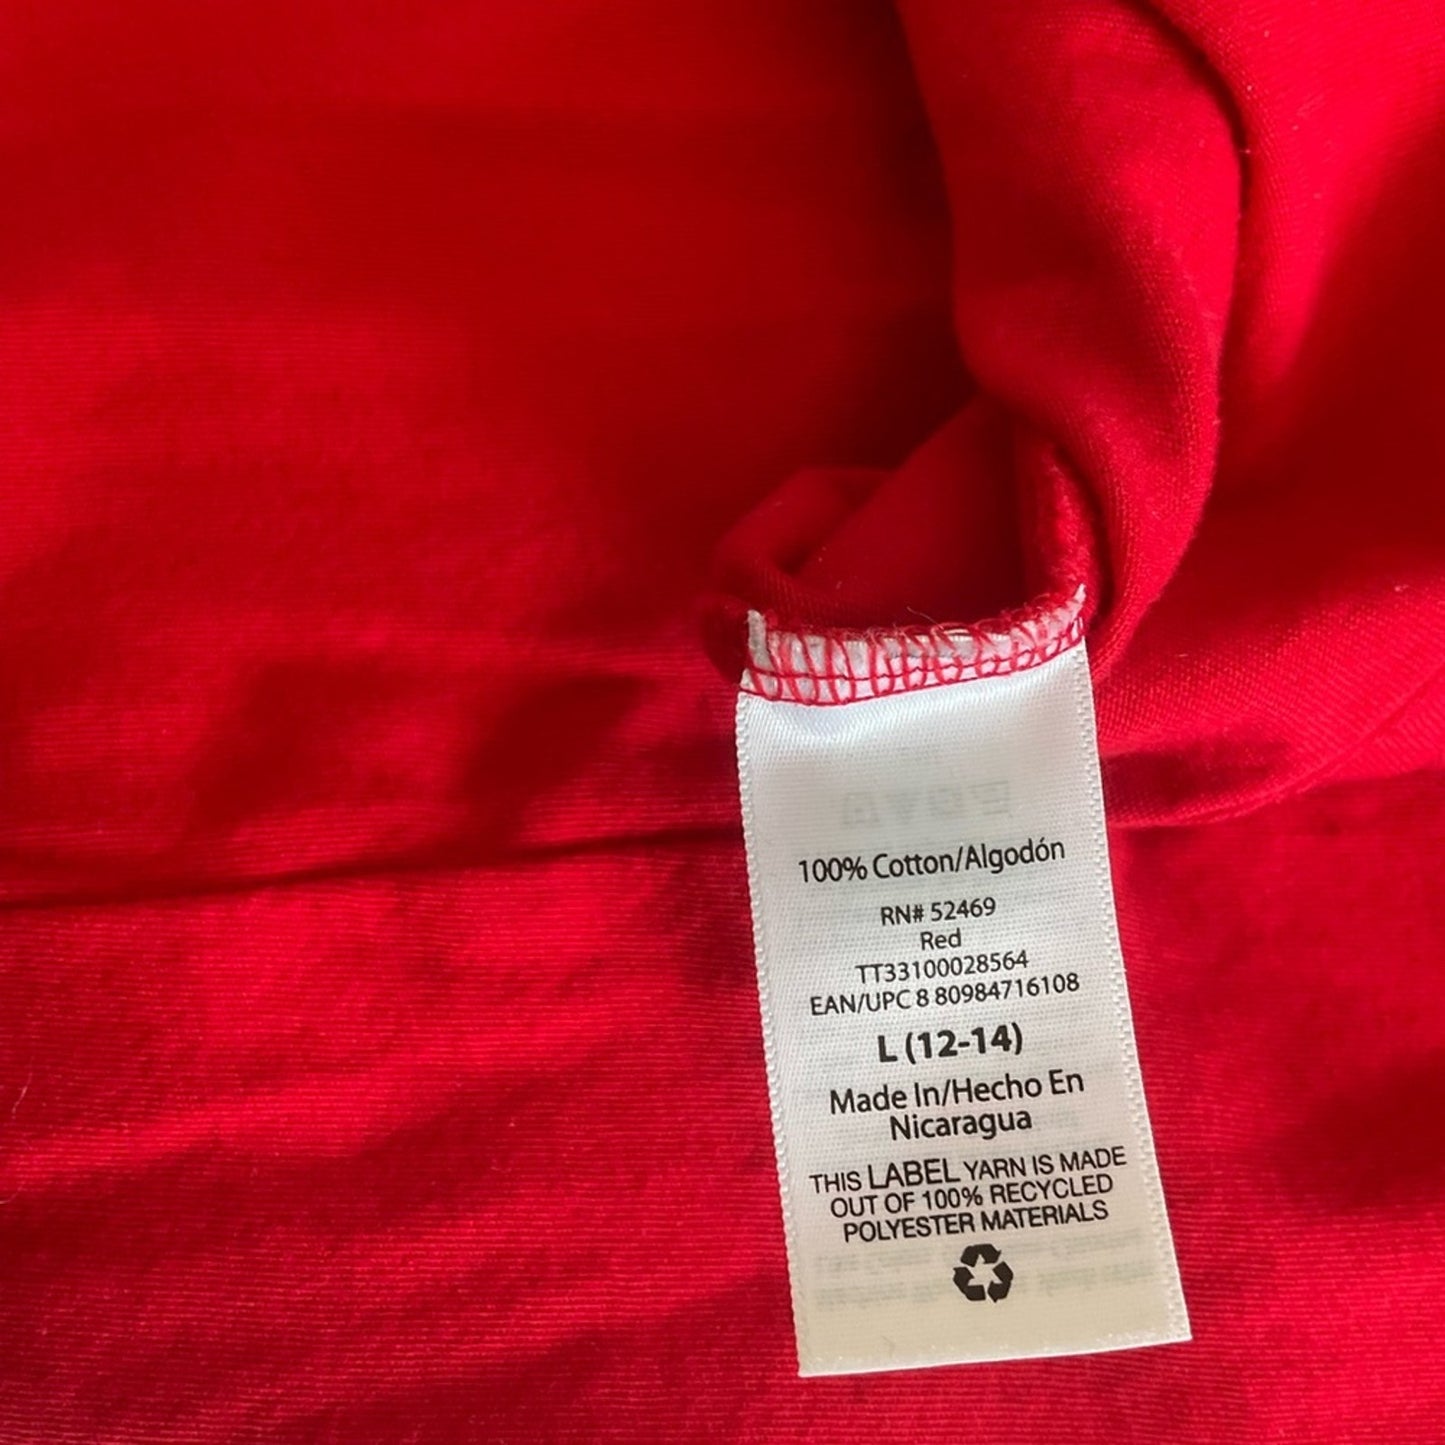 100% Cotton/Algodón
RN# 52469
Red
TT33100028564
EAN/UPC 8 80984716108
L (12-14)
Made In/Hecho En
Nicaragua
THIS LABEL YARN IS MADE
OUT OF 100% RECYCLED
POLYESTER MATERIALS